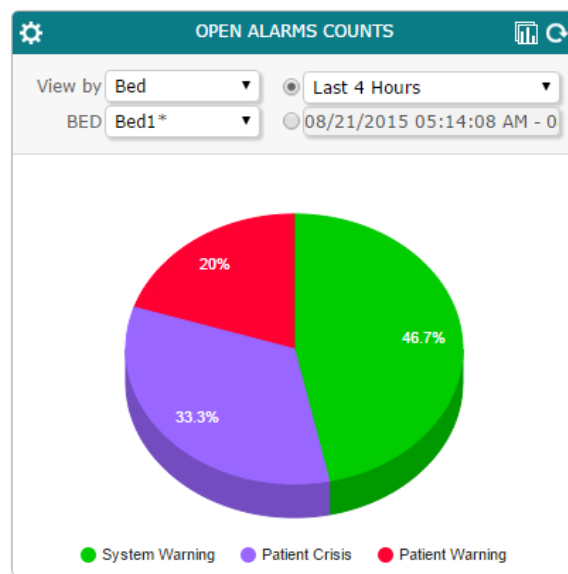 OPEN ALARMS COUNTS
View by Bed Last 4 Hours
BED Bed1* 08/21/2015 05:14:08 AM - 0
20%
46.7%
33.3%
System Warning Patient Crisis Patient Warning